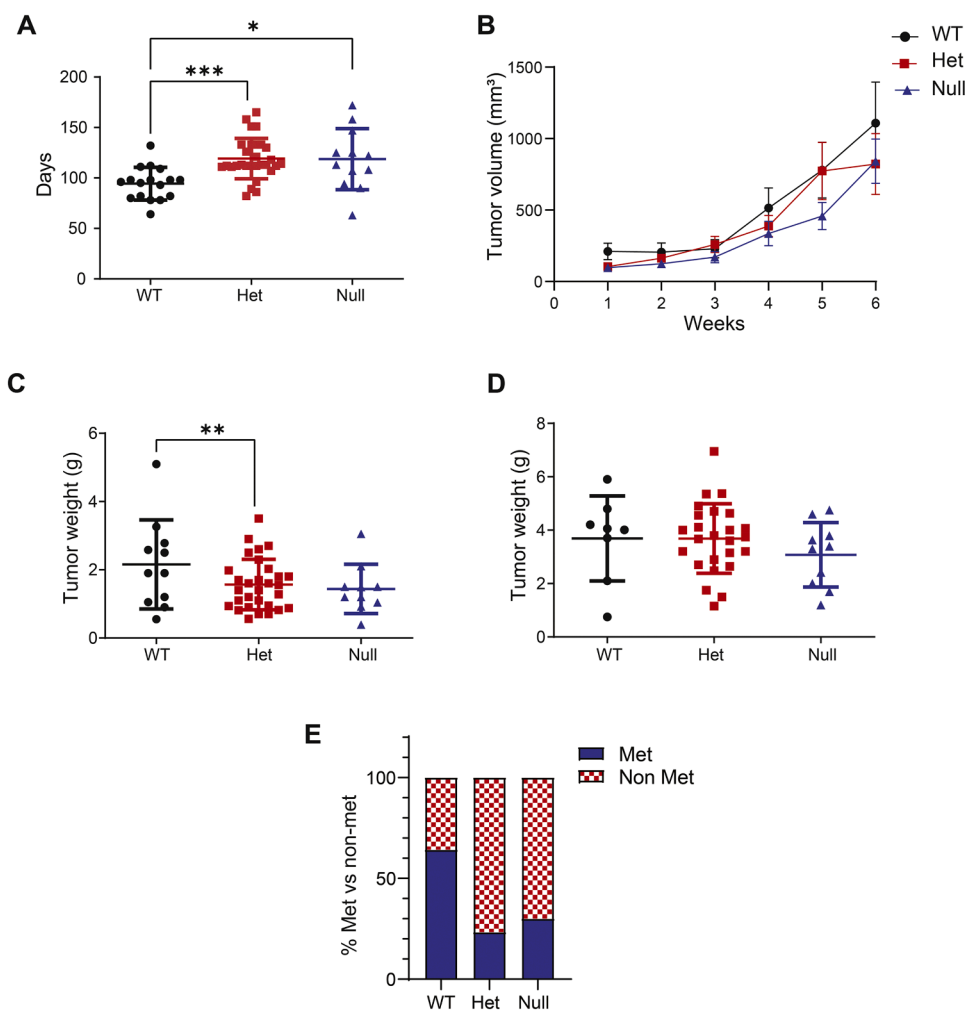 A
*
***
200
150
100
50
0
Days
WT Het Null
B
WT
Het
Null
1500
1000
500
0
Tumor volume (mm³)
0 1 2 3 4 5 6
Weeks
C
**
6
4
2
0
Tumor weight (g)
WT Het Null
D
8
6
4
2
0
Tumor weight (g)
WT Het Null
E
Met
Non Met
100
50
0
% Met vs non-met
WT Het Null